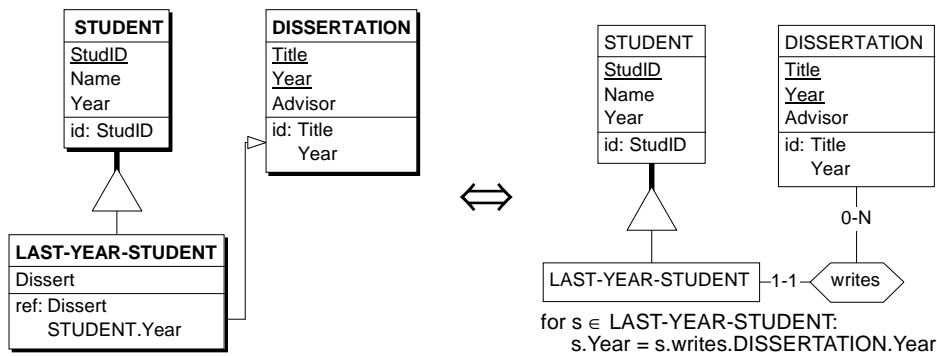 STUDENT
StudID
Name
Year
id: StudID
DISSERTATION
Title
Year
Advisor
id: Title
Year
LAST-YEAR-STUDENT
Dissert
ref: Dissert
STUDENT.Year
⇔
STUDENT
StudID
Name
Year
id: StudID
DISSERTATION
Title
Year
Advisor
id: Title
Year
0-N
LAST-YEAR-STUDENT
1-1
writes
for s ∈ LAST-YEAR-STUDENT:
s.Year = s.writes.DISSERTATION.Year